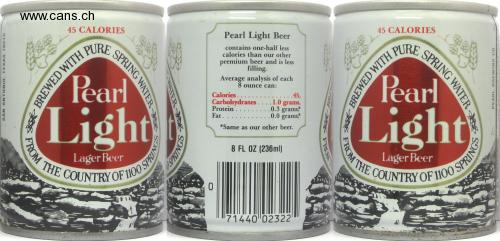 www.cans.ch
45 CALORIES
BREWED WITH PURE SPRING WATER
Pearl
Light
Lager Beer
FROM THE COUNTRY OF 1100 SPRINGS
Pearl Light Beer
contains one-half less
calories than our other
premium beer and is less
filling.
Average analysis of each
8 ounce can:
Calories . . . . . . . . . . . . . 45.
Carbohydrates . . . 1.0 grams.
Protein . . . . . . . . . 0.3 grams*
Fat . . . . . . . . . . . . . 0.0 grams*
*Same as our other beer.
8 FL OZ (236ml)
0
71440 02322
45 CALORIES
BREWED WITH PURE SPRING WATER
Pearl
Light
Lager Beer
FROM THE COUNTRY OF 1100 SPRINGS